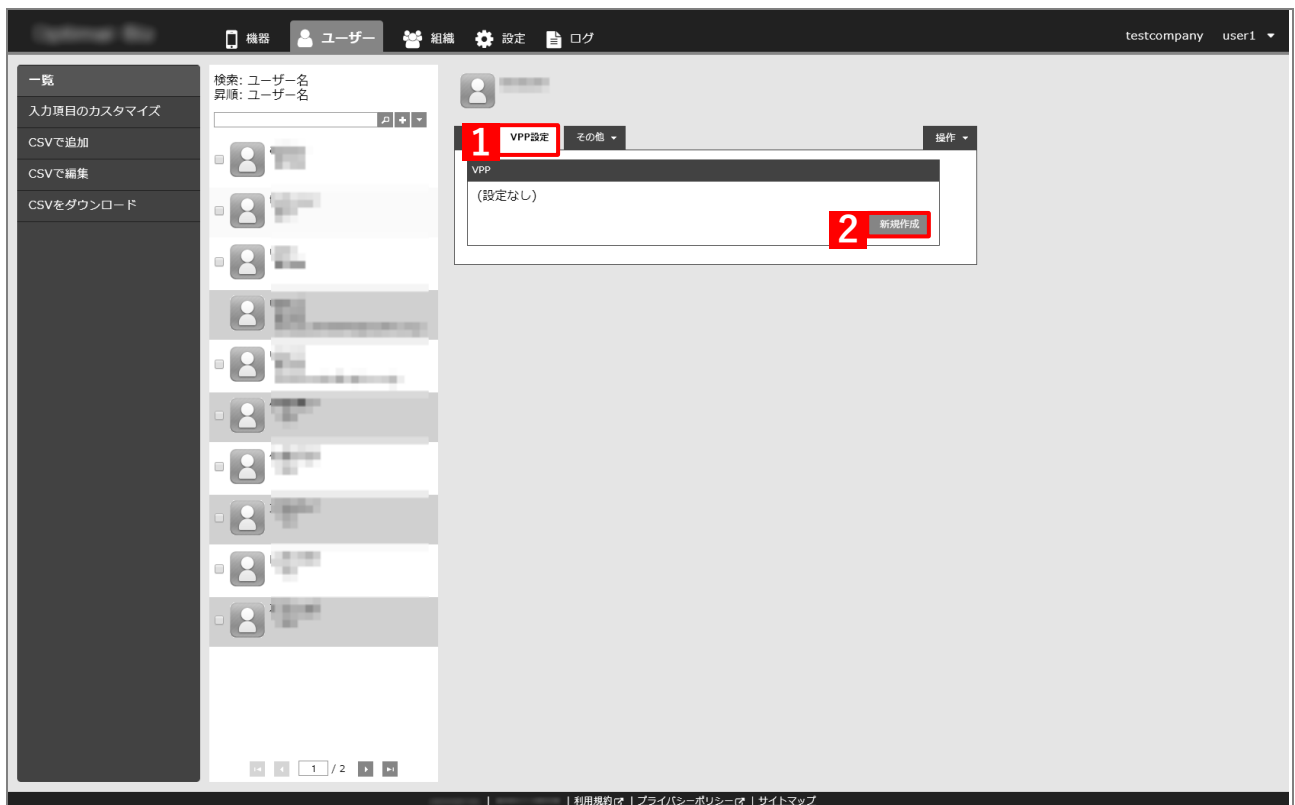 機器
ユーザー
組織
設定
ログ
testcompany
user1
一覧
入力項目のカスタマイズ
CSVで追加
CSVで編集
CSVをダウンロード
検索: ユーザー名
昇順: ユーザー名
1 / 2
1
VPP設定
その他
操作
VPP
(設定なし)
2
新規作成
| | 利用規約 | プライバシーポリシー | サイトマップ